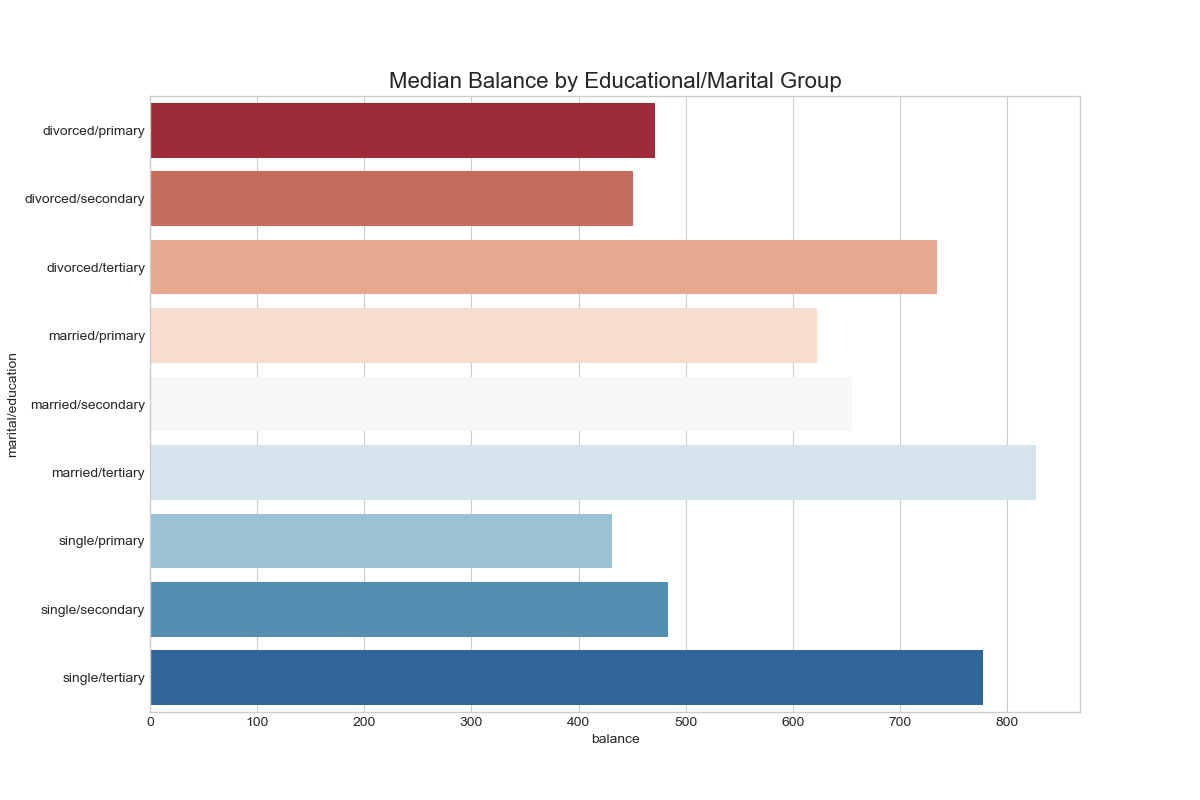 Median Balance by Educational/Marital Group
divorced/primary
divorced/secondary
divorced/tertiary
married/primary
married/secondary
married/tertiary
single/primary
single/secondary
single/tertiary
marital/education
0 100 200 300 400 500 600 700 800
balance